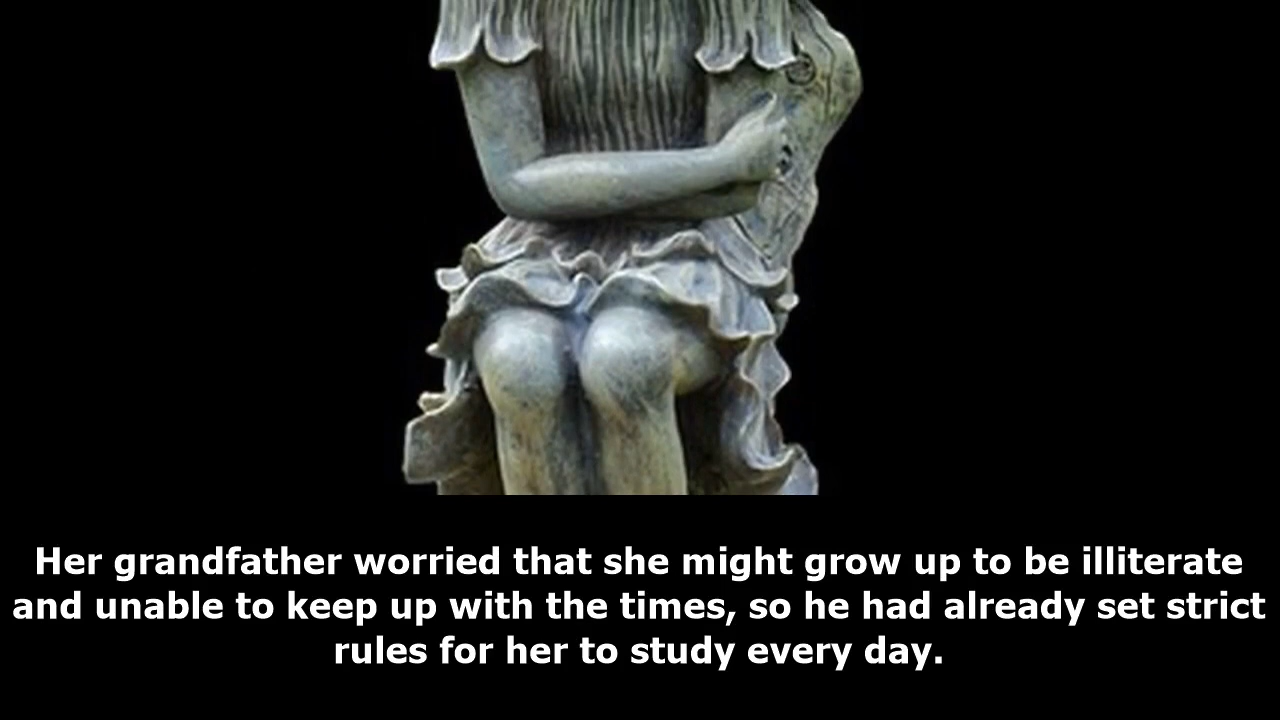 Her grandfather worried that she might grow up to be illiterate
and unable to keep up with the times, so he had already set strict
rules for her to study every day.